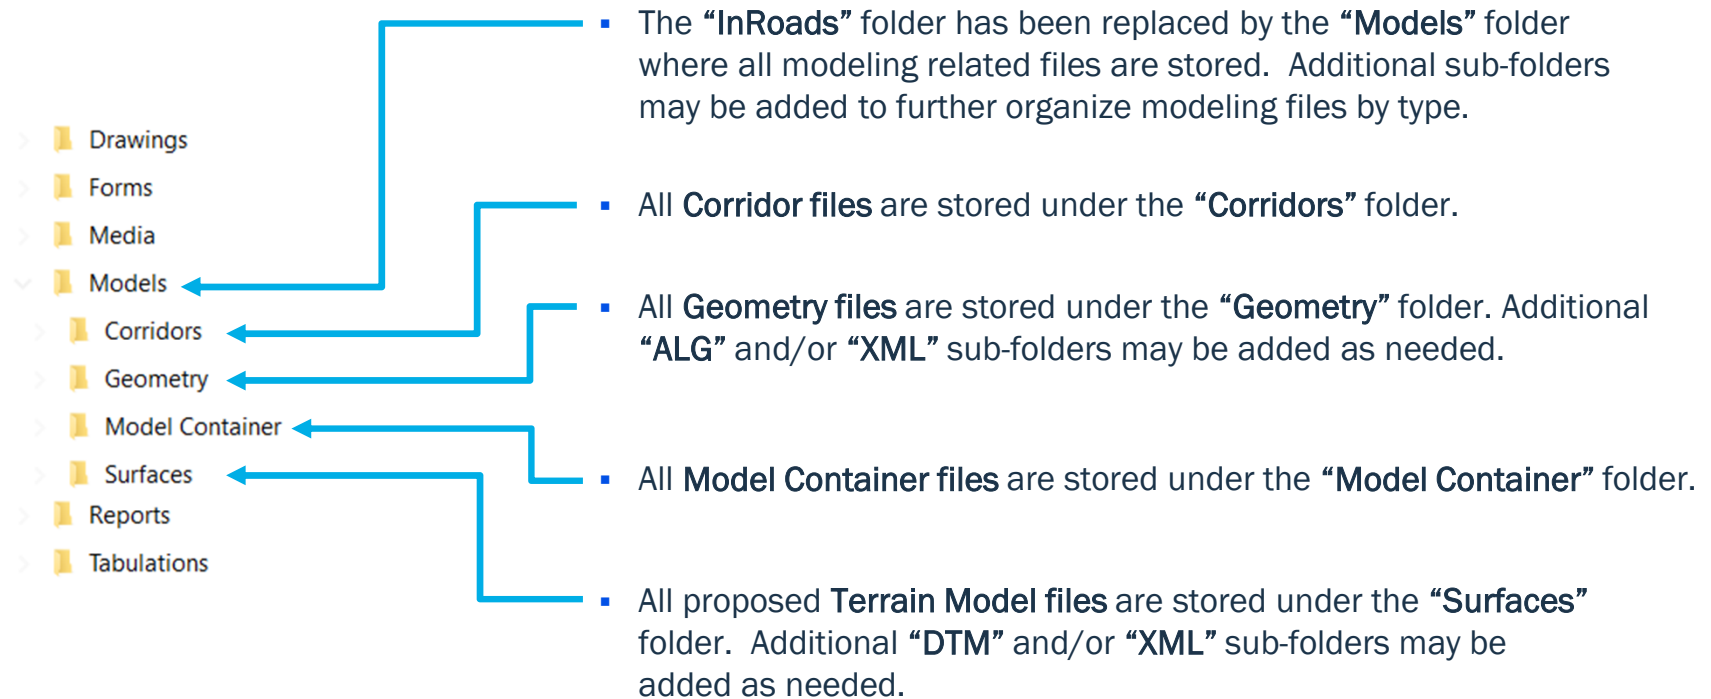 Drawings
Forms
Media
Models
Corridors
Geometry
Model Container
Surfaces
Reports
Tabulations
▪ The “InRoads” folder has been replaced by the “Models” folder
where all modeling related files are stored.  Additional sub-folders
may be added to further organize modeling files by type.
▪ All Corridor files are stored under the “Corridors” folder.
▪ All Geometry files are stored under the “Geometry” folder. Additional
“ALG” and/or “XML” sub-folders may be added as needed.
▪ All Model Container files are stored under the “Model Container” folder.
▪ All proposed Terrain Model files are stored under the “Surfaces”
folder.  Additional “DTM” and/or “XML” sub-folders may be
added as needed.